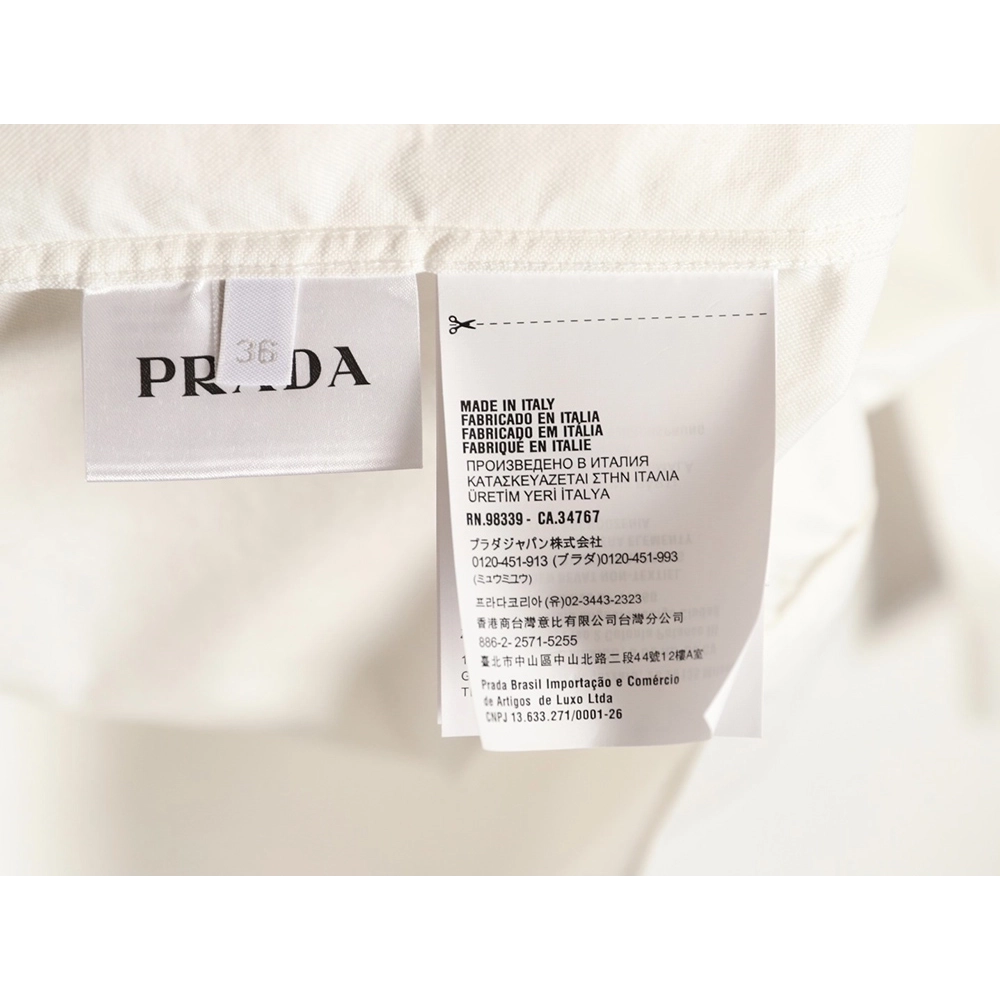 PRADA
36
MADE IN ITALY
FABRICADO EN ITALIA
FABRICADO EM ITÁLIA
FABRIQUÉ EN ITALIE
ПРОИЗВЕДЕНО В ИТАЛИЯ
ΚΑΤΑΣΚΕΥΑΖΕΤΑΙ ΣΤΗΝ ΙΤΑΛΙΑ
ÜRETİM YERİ İTALYA
RN.98339 - CA.34767
プラダジャパン株式会社
0120-451-913 (プラダ)0120-451-993
(ミュウミュウ)
프라다코리아(유)02-3443-2323
香港商台灣意比有限公司台灣分公司
886-2-2571-5255
臺北市中山區中山北路二段44號12樓A室
Prada Brasil Importação e Comércio
de Artigos de Luxo Ltda
CNPJ 13.633.271/0001-26